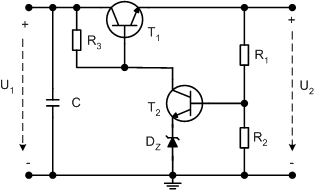 +
+
R3
T1
R1
U1
C
T2
U2
DZ
R2
-
-